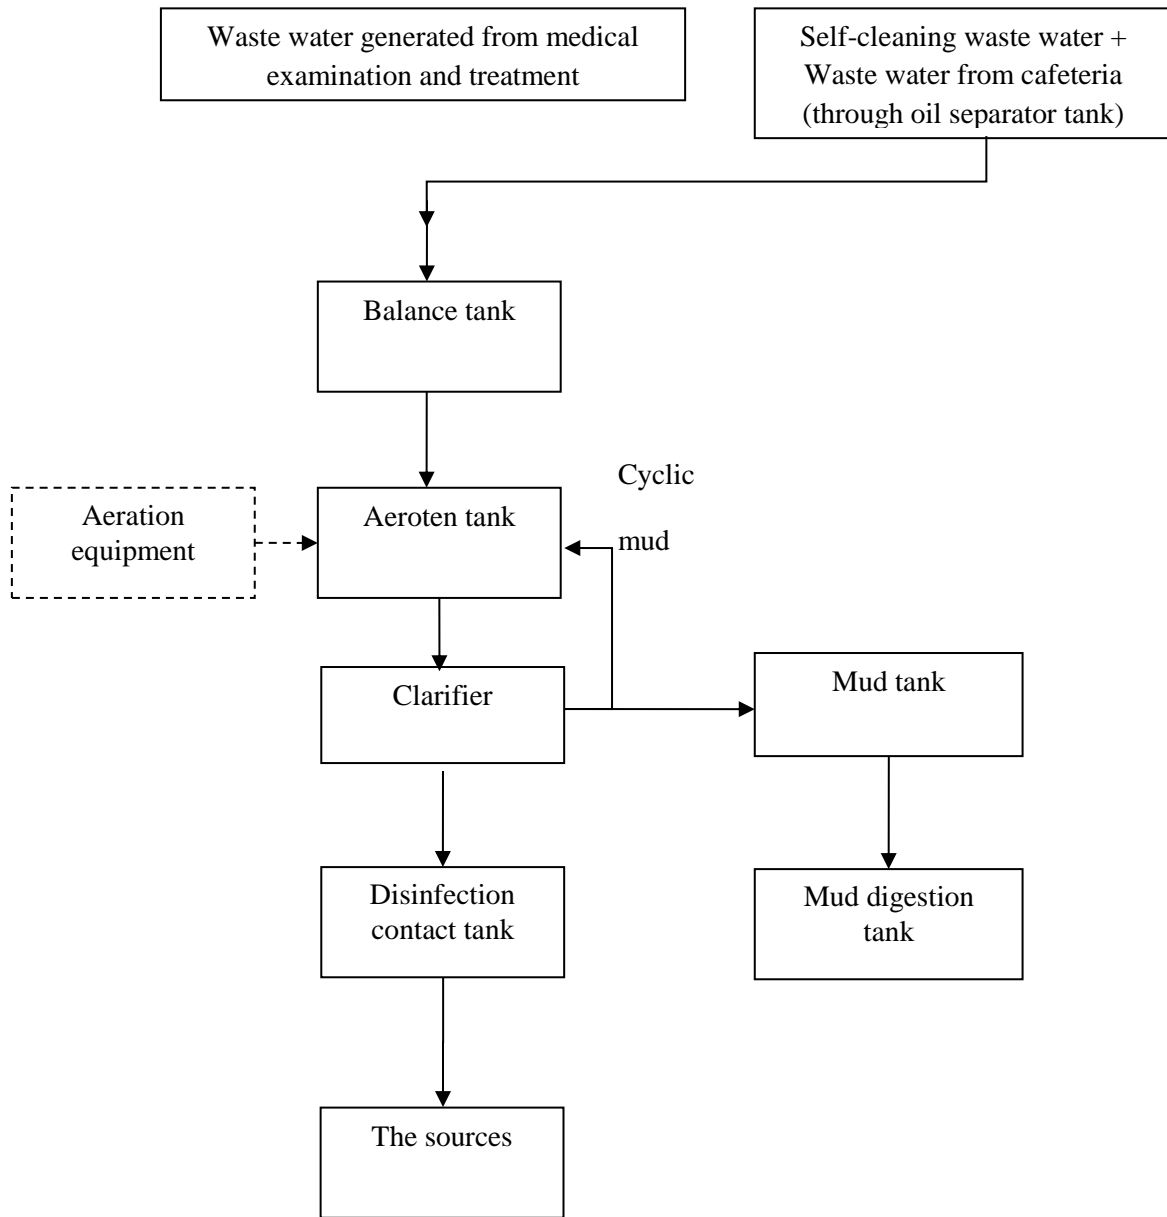 Waste water generated from medical
examination and treatment
Self-cleaning waste water +
Waste water from cafeteria
(through oil separator tank)
Balance tank
Cyclic
mud
Aeration
equipment
Aeroten tank
Clarifier
Mud tank
Disinfection
contact tank
Mud digestion
tank
The sources